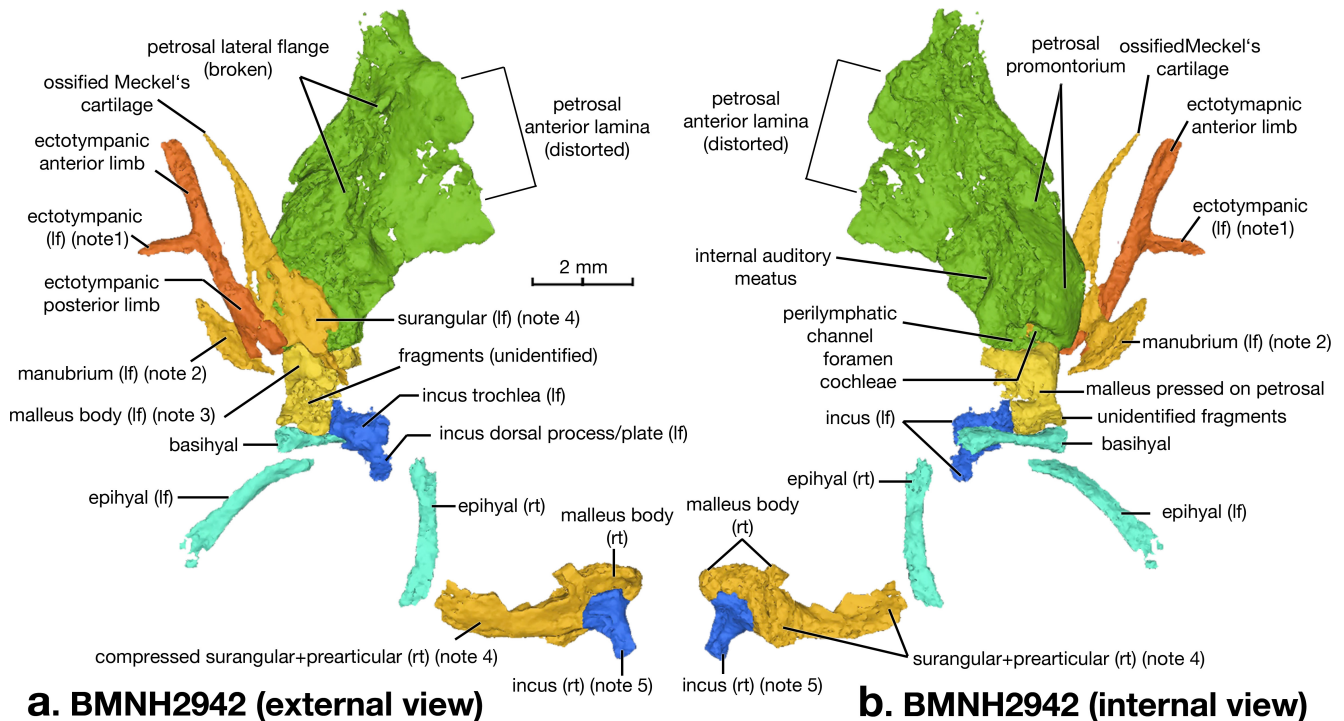 petrosal lateral flange
(broken)
ossified Meckel's
cartilage
ectotympanic
anterior limb
ectotympanic
(lf) (note1)
ectotympanic
posterior limb
manubrium (lf) (note 2)
malleus body (lf) (note 3)
basihyal
epihyal (lf)
petrosal
anterior lamina
(distorted)
2 mm
surangular (lf) (note 4)
fragments (unidentified)
incus trochlea (lf)
incus dorsal process/plate (lf)
epihyal (rt)
malleus body
(rt)
compressed surangular+prearticular (rt) (note 4)
incus (rt) (note 5)
a. BMNH2942 (external view)
petrosal
promontorium
ossifiedMeckel's
cartilage
petrosal
anterior lamina
(distorted)
ectotymapnic
anterior limb
ectotympanic
(lf) (note1)
internal auditory
meatus
perilymphatic
channel
foramen
cochleae
manubrium (lf) (note 2)
malleus pressed on petrosal
incus (lf)
unidentified fragments
basihyal
epihyal (rt)
epihyal (lf)
malleus body
(rt)
surangular+prearticular (rt) (note 4)
incus (rt) (note 5)
b. BMNH2942 (internal view)